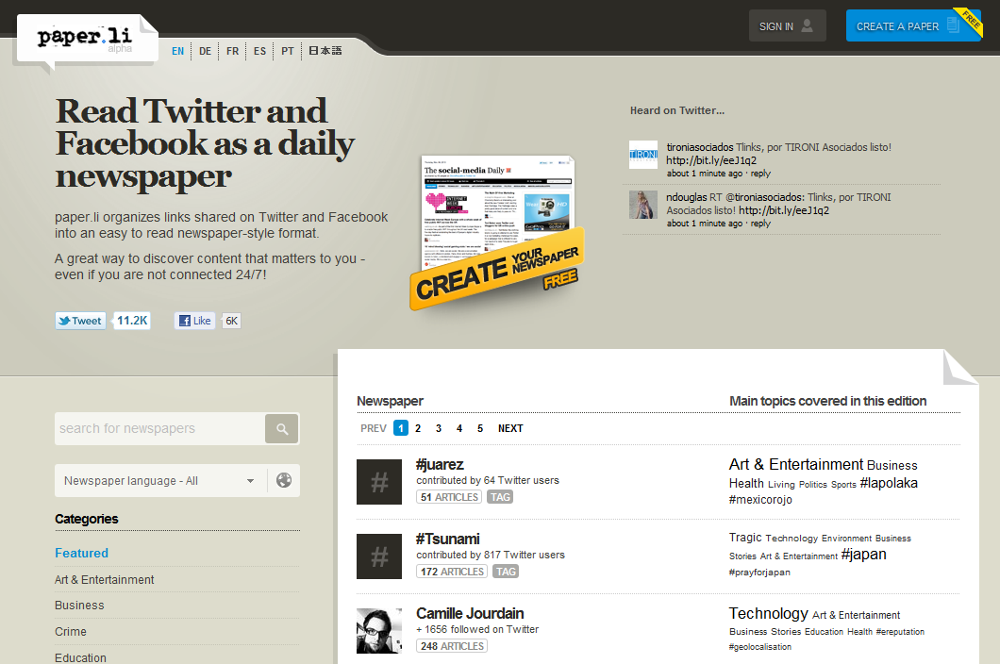 paper.li
alpha
EN DE FR ES PT 日本語
SIGN IN
CREATE A PAPER
FREE
Read Twitter and
Facebook as a daily
newspaper
paper.li organizes links shared on Twitter and Facebook
into an easy to read newspaper-style format.
A great way to discover content that matters to you -
even if you are not connected 24/7!
Tweet 11.2K Like 6K
The social-media Daily
CREATE YOUR
NEWSPAPER
FREE
Heard on Twitter...
TIRONI
tironiasociados Tlinks, por TIRONI Asociados listo!
http://bit.ly/eeJ1q2
about 1 minute ago · reply
ndouglas RT @tironiasociados: Tlinks, por TIRONI
Asociados listo! http://bit.ly/eeJ1q2
about 1 minute ago · reply
search for newspapers
Newspaper language - All
Categories
Featured
Art & Entertainment
Business
Crime
Education
Newspaper
Main topics covered in this edition
PREV 1 2 3 4 5 NEXT
#
#juarez
contributed by 64 Twitter users
51 ARTICLES TAG
Art & Entertainment Business
Health Living Politics Sports #lapolaka
#mexicorojo
#
#Tsunami
contributed by 817 Twitter users
172 ARTICLES TAG
Tragic Technology Environment Business
Stories Art & Entertainment #japan
#prayforjapan
Camille Jourdain
+ 1656 followed on Twitter
248 ARTICLES
Technology Art & Entertainment
Business Stories Education Health #ereputation
#geolocalisation